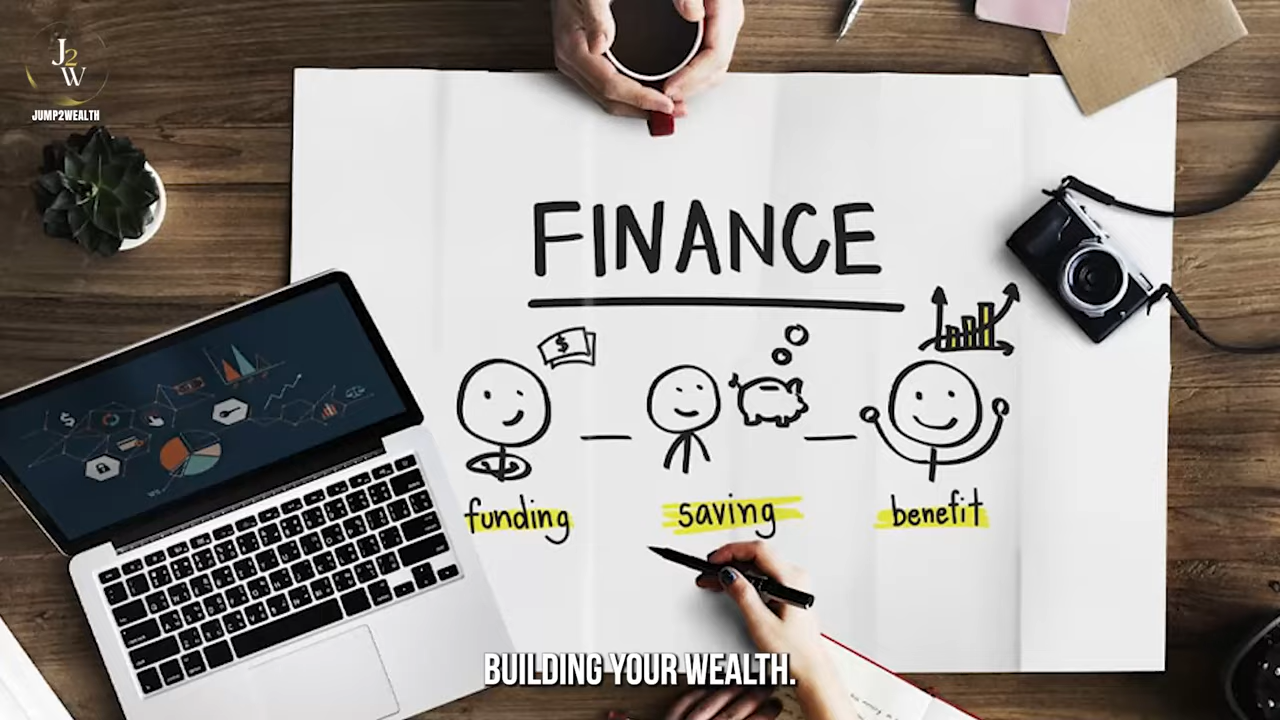 J2W
JUMP2WEALTH
FINANCE
$
$
funding
saving
benefit
BUILDING YOUR WEALTH.